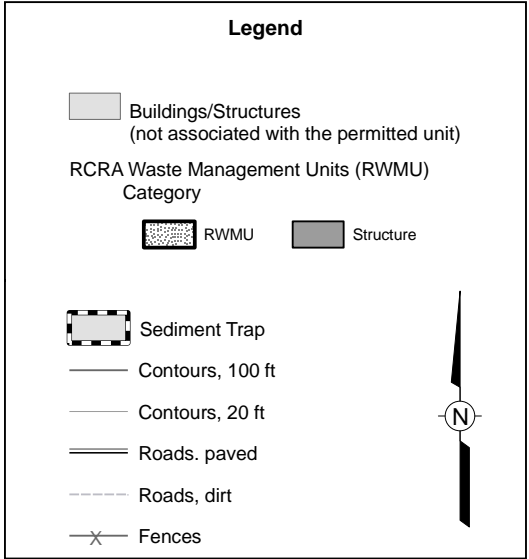 Legend
Buildings/Structures
(not associated with the permitted unit)
RCRA Waste Management Units (RWMU)
Category
RWMU
Structure
Sediment Trap
Contours, 100 ft
Contours, 20 ft
Roads. paved
Roads, dirt
Fences
N